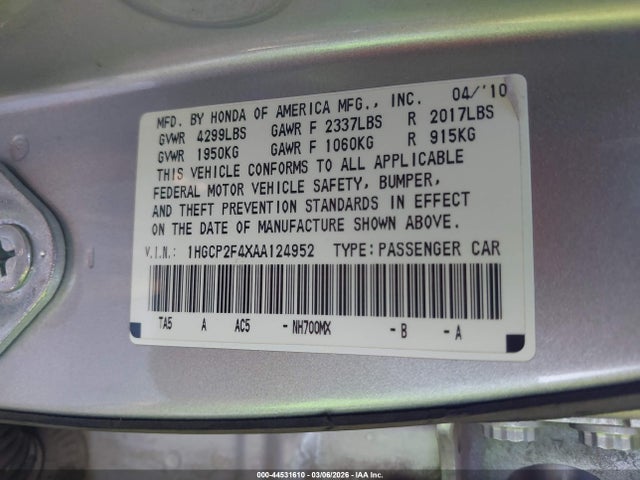 MFD. BY HONDA OF AMERICA MFG., INC. 04/'10
GVWR 4299LBS GAWR F 2337LBS R 2017LBS
GVWR 1950KG GAWR F 1060KG R 915KG
THIS VEHICLE CONFORMS TO ALL APPLICABLE
FEDERAL MOTOR VEHICLE SAFETY, BUMPER,
AND THEFT PREVENTION STANDARDS IN EFFECT
ON THE DATE OF MANUFACTURE SHOWN ABOVE.
V.I.N.: 1HGCP2F4XAA124952 TYPE: PASSENGER CAR
TA5 A AC5 -NH700MX -B -A
000-44531610 - 03/06/2026 - IAA Inc.